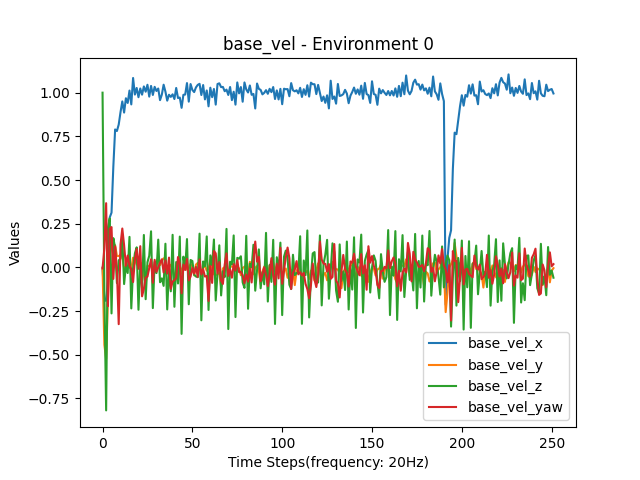 base_vel - Environment 0
1.00
0.75
0.50
0.25
0.00
−0.25
−0.50
−0.75
Values
0
50
100
150
200
250
Time Steps(frequency: 20Hz)
base_vel_x
base_vel_y
base_vel_z
base_vel_yaw